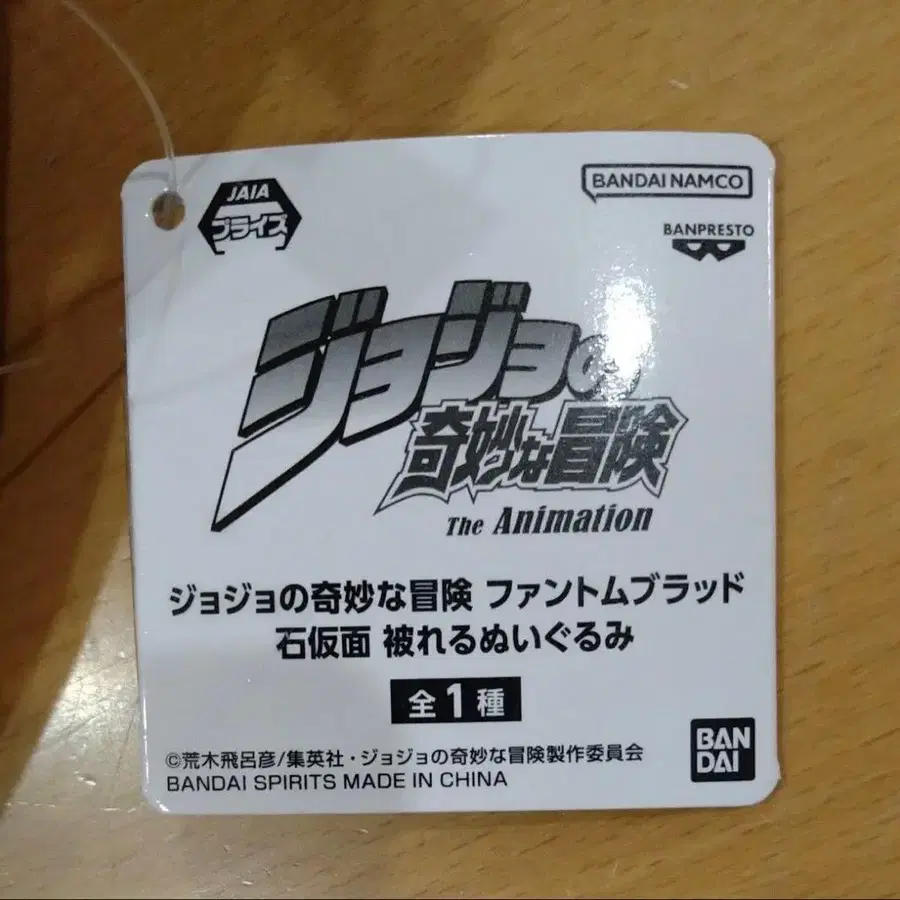 JAIA
プライズ
BANDAI NAMCO
BANPRESTO
ジョジョの
奇妙な冒険
The Animation
ジョジョの奇妙な冒険 ファントムブラッド
石仮面 被れるぬいぐるみ
全1種
©荒木飛呂彦/集英社・ジョジョの奇妙な冒険製作委員会
BANDAI SPIRITS MADE IN CHINA
BAN
DAI